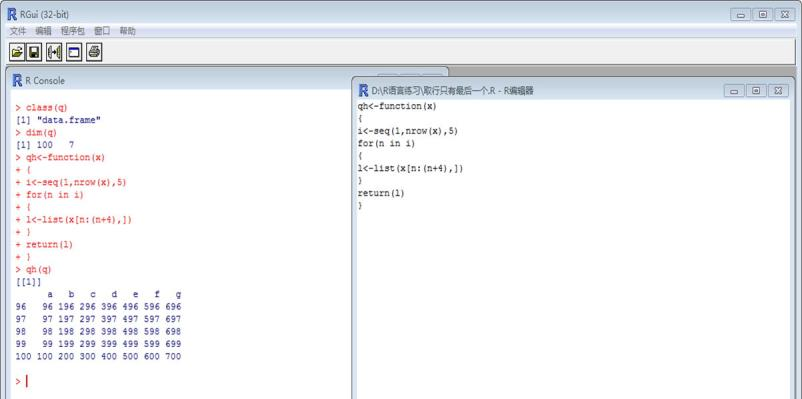 RGui (32-bit)
文件 编辑 程序包 窗口 帮助
R Console
> class(q)
[1] "data.frame"
> dim(q)
[1] 100   7
> qh<-function(x)
+ {
+ i<-seq(1,nrow(x),5)
+ for(n in i)
+ {
+ l<-list(x[n:(n+4),])
+ }
+ return(l)
+ }
> qh(q)
[[1]]
a b c d e f g
96 96 196 296 396 496 596 696
97 97 197 297 397 497 597 697
98 98 198 298 398 498 598 698
99 99 199 299 399 499 599 699
100 100 200 300 400 500 600 700
>
D:\R语言练习\取行只有最后一个.R - R编辑器
qh<-function(x)
{
i<-seq(1,nrow(x),5)
for(n in i)
{
l<-list(x[n:(n+4),])
}
return(l)
}